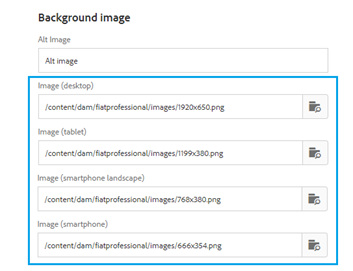 Background image
Alt Image
Alt image
Image (desktop)
/content/dam/fiatprofessional/images/1920x650.png
Image (tablet)
/content/dam/fiatprofessional/images/1199x380.png
Image (smartphone landscape)
/content/dam/fiatprofessional/images/768x380.png
Image (smartphone)
/content/dam/fiatprofessional/images/666x354.png